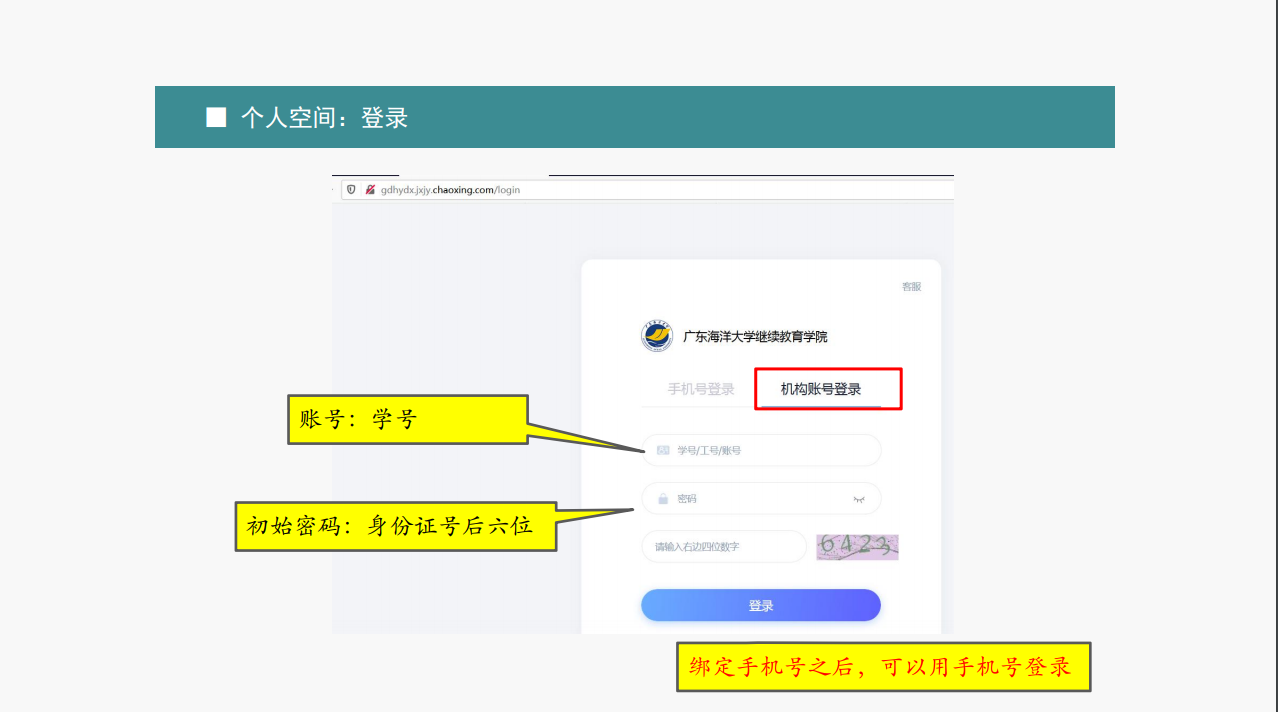 ■ 个人空间：登录
gdhydx.jxjy.chaoxing.com/login
客服
广东海洋大学继续教育学院
手机号登录 机构账号登录
账号：学号
学号/工号/账号
密码
初始密码：身份证号后六位
请输入右边四位数字 6423
登录
绑定手机号之后，可以用手机号登录